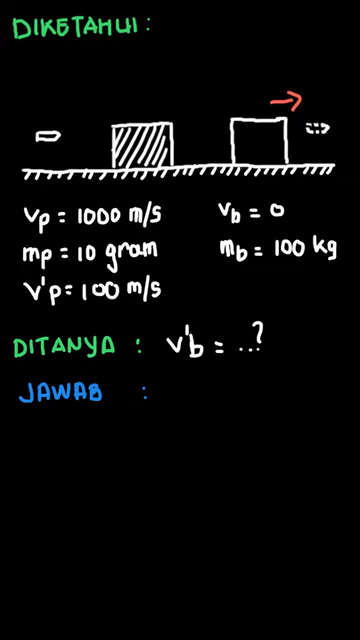 DIKETAHUI :
vp = 1000 m/s
vb = 0
mp = 10 gram
mb = 100 kg
v'p = 100 m/s
DITANYA : v'b = ...?
JAWAB :